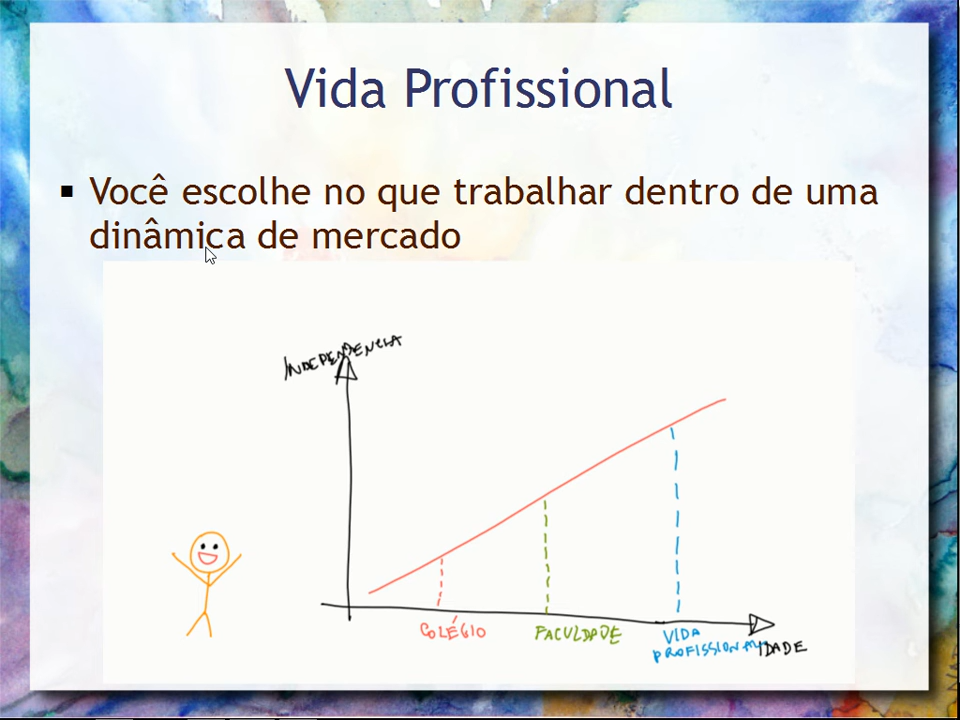 Vida Profissional
Você escolhe no que trabalhar dentro de uma
dinâmica de mercado
INDEPENDENCIA
COLÉGIO
FACULDADE
VIDA
PROFISSIONAL
IDADE